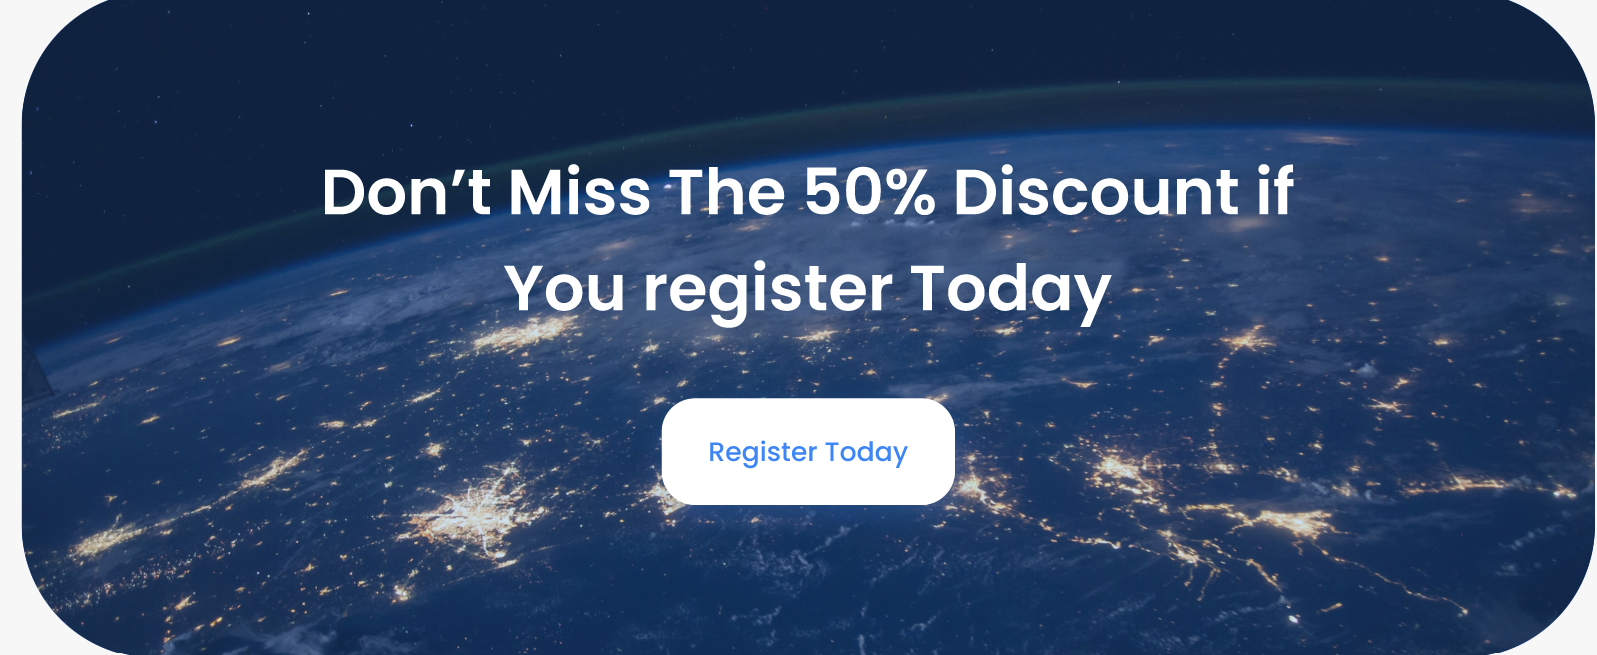 Don’t Miss The 50% Discount if
You register Today
Register Today